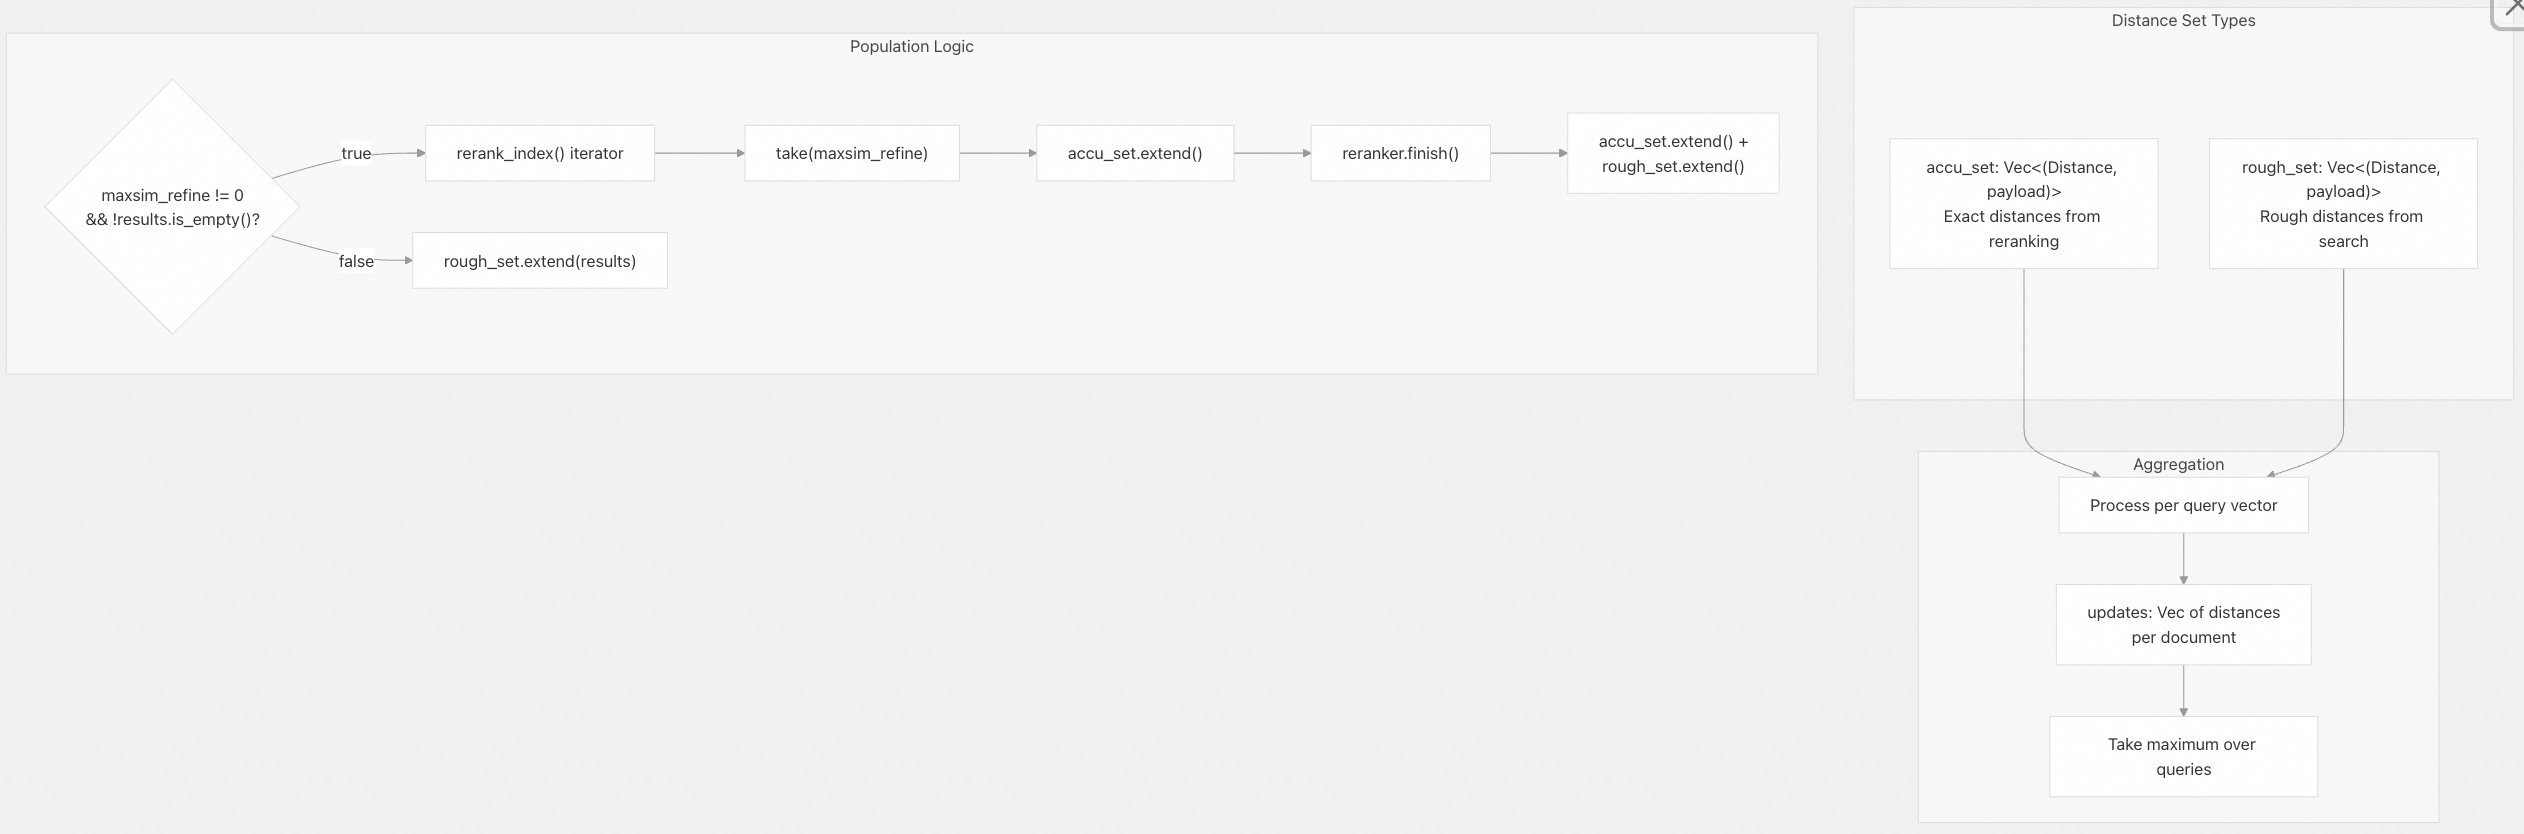 Population Logic
maxsim_refine != 0
&& !results.is_empty()?
true
false
rerank_index() iterator
take(maxsim_refine)
accu_set.extend()
reranker.finish()
accu_set.extend() +
rough_set.extend()
rough_set.extend(results)
Distance Set Types
accu_set: Vec<(Distance,
payload)>
Exact distances from
reranking
rough_set: Vec<(Distance,
payload)>
Rough distances from
search
Aggregation
Process per query vector
updates: Vec of distances
per document
Take maximum over
queries